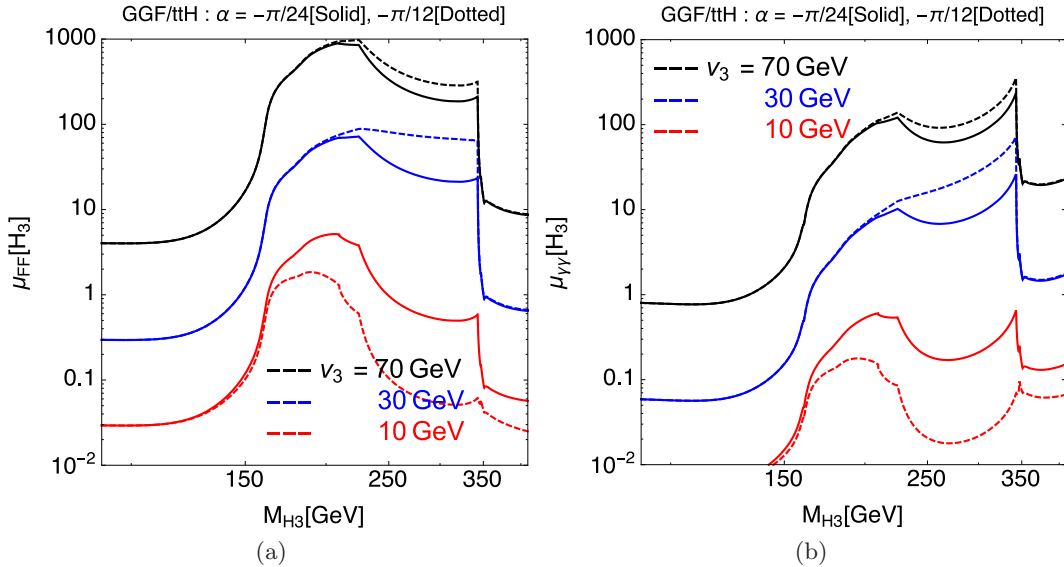 GGF/ttH : α = −π/24[Solid], −π/12[Dotted]
μFF[H3]
1000
100
10
1
0.1
10−2
ν3 = 70 GeV
30 GeV
10 GeV
150
250
350
MH3[GeV]
(a)
GGF/ttH : α = −π/24[Solid], −π/12[Dotted]
μγγ[H3]
1000
100
10
1
0.1
10−2
ν3 = 70 GeV
30 GeV
10 GeV
150
250
350
MH3[GeV]
(b)